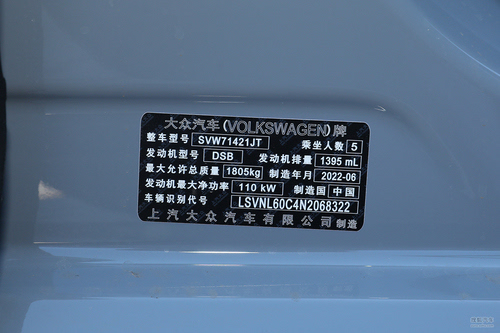 大众汽车(VOLKSWAGEN)牌
整车型号 SVW71421JT 乘坐人数 5
发动机型号 DSB 发动机排量 1395 mL
最大允许总质量 1805kg 制造年月 2022-06
发动机最大净功率 110 kW 制造国 中国
车辆识别代号 LSVNL60C4N2068322
上汽大众汽车有限公司 制造